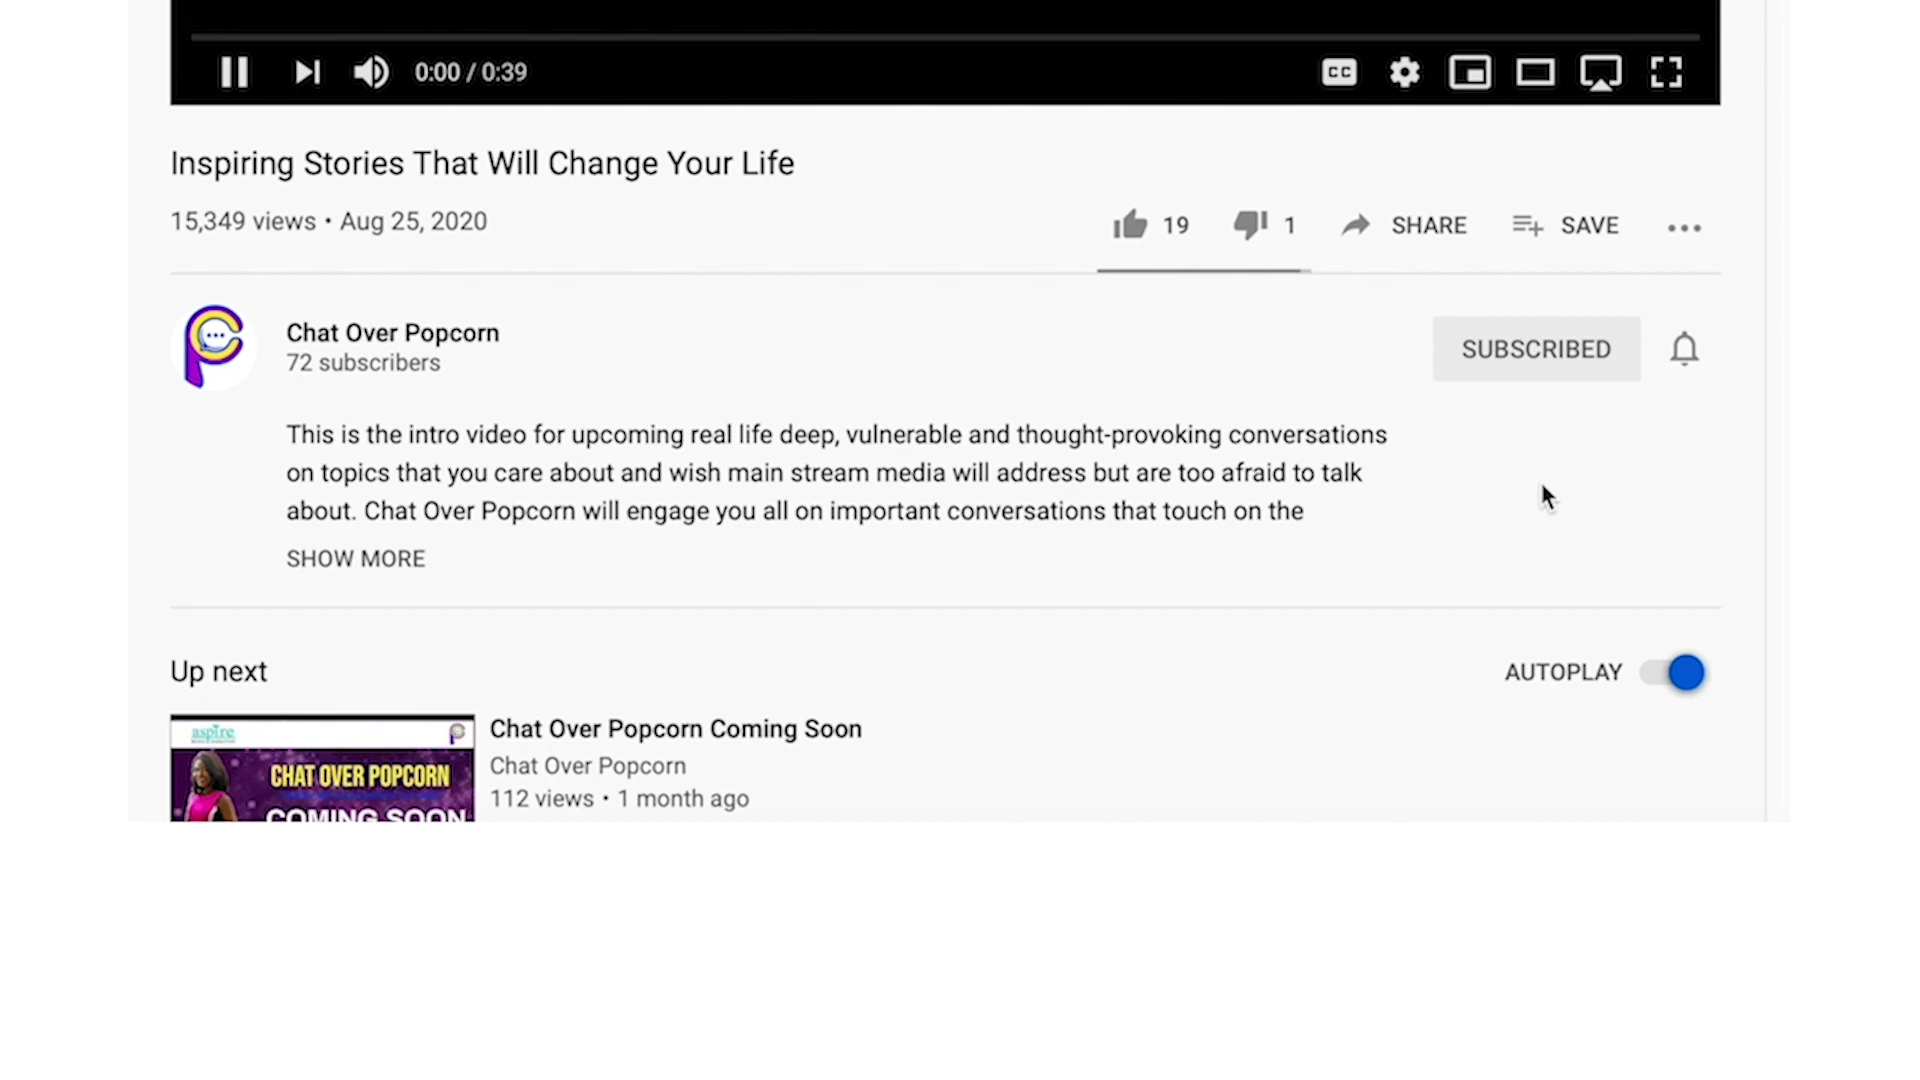 CC
0:00 / 0:39
Inspiring Stories That Will Change Your Life
15,349 views • Aug 25, 2020
19 1 SHARE SAVE
Chat Over Popcorn
72 subscribers
SUBSCRIBED
This is the intro video for upcoming real life deep, vulnerable and thought-provoking conversations
on topics that you care about and wish main stream media will address but are too afraid to talk
about. Chat Over Popcorn will engage you all on important conversations that touch on the
SHOW MORE
Up next
AUTOPLAY
aspire
CHAT OVER POPCORN
COMING SOON
Chat Over Popcorn Coming Soon
Chat Over Popcorn
112 views • 1 month ago